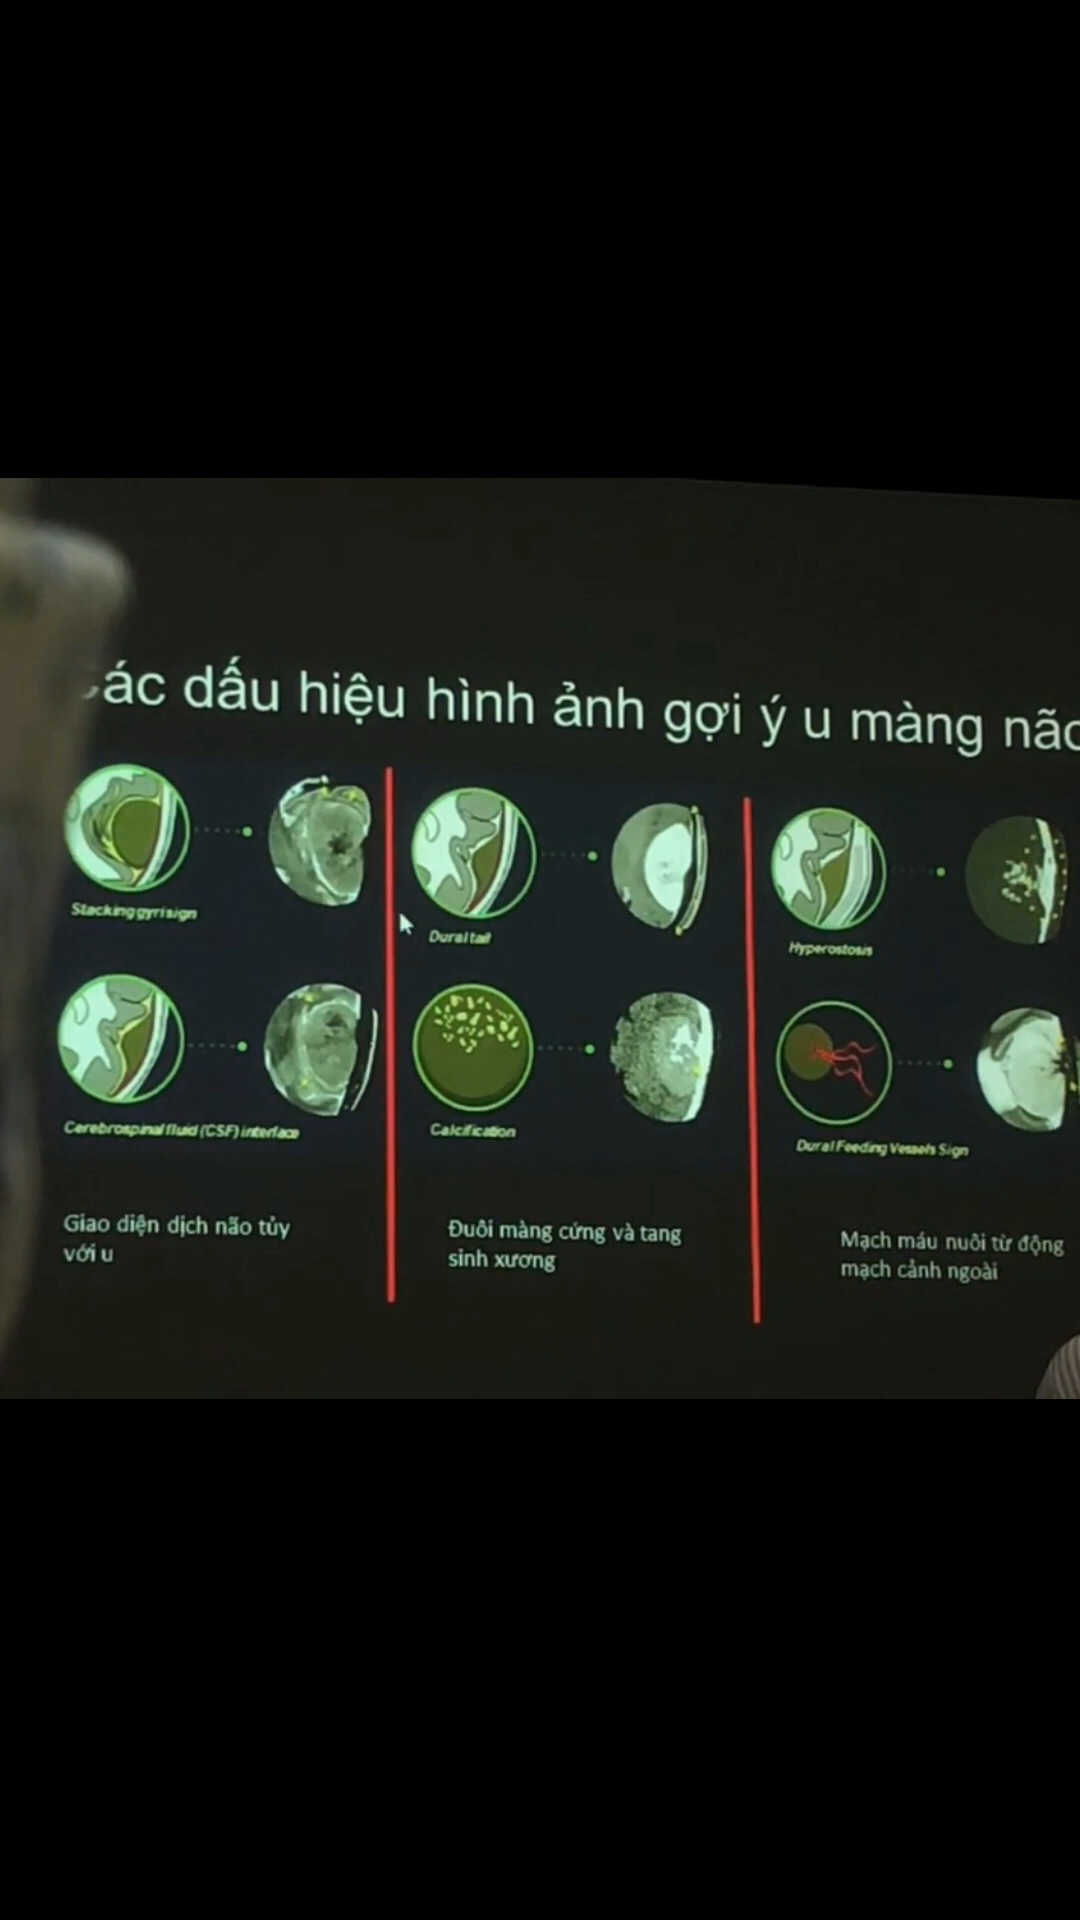 các dấu hiệu hình ảnh gợi ý u màng não
Stacking gyri sign
Dural tail
Hyperostosis
Cerebrospinal fluid (CSF) interface
Calcification
Dural Feeding Vessels Sign
Giao diện dịch não tủy
với u
Đuôi màng cứng và tang
sinh xương
Mạch máu nuôi từ động
mạch cảnh ngoài